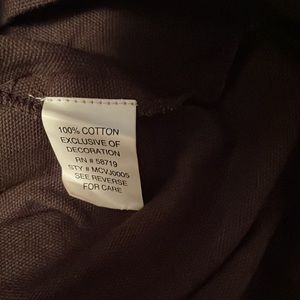 100% COTTON
EXCLUSIVE OF
DECORATION
RN # 58719
STY # MCVJ0005
SEE REVERSE
FOR CARE